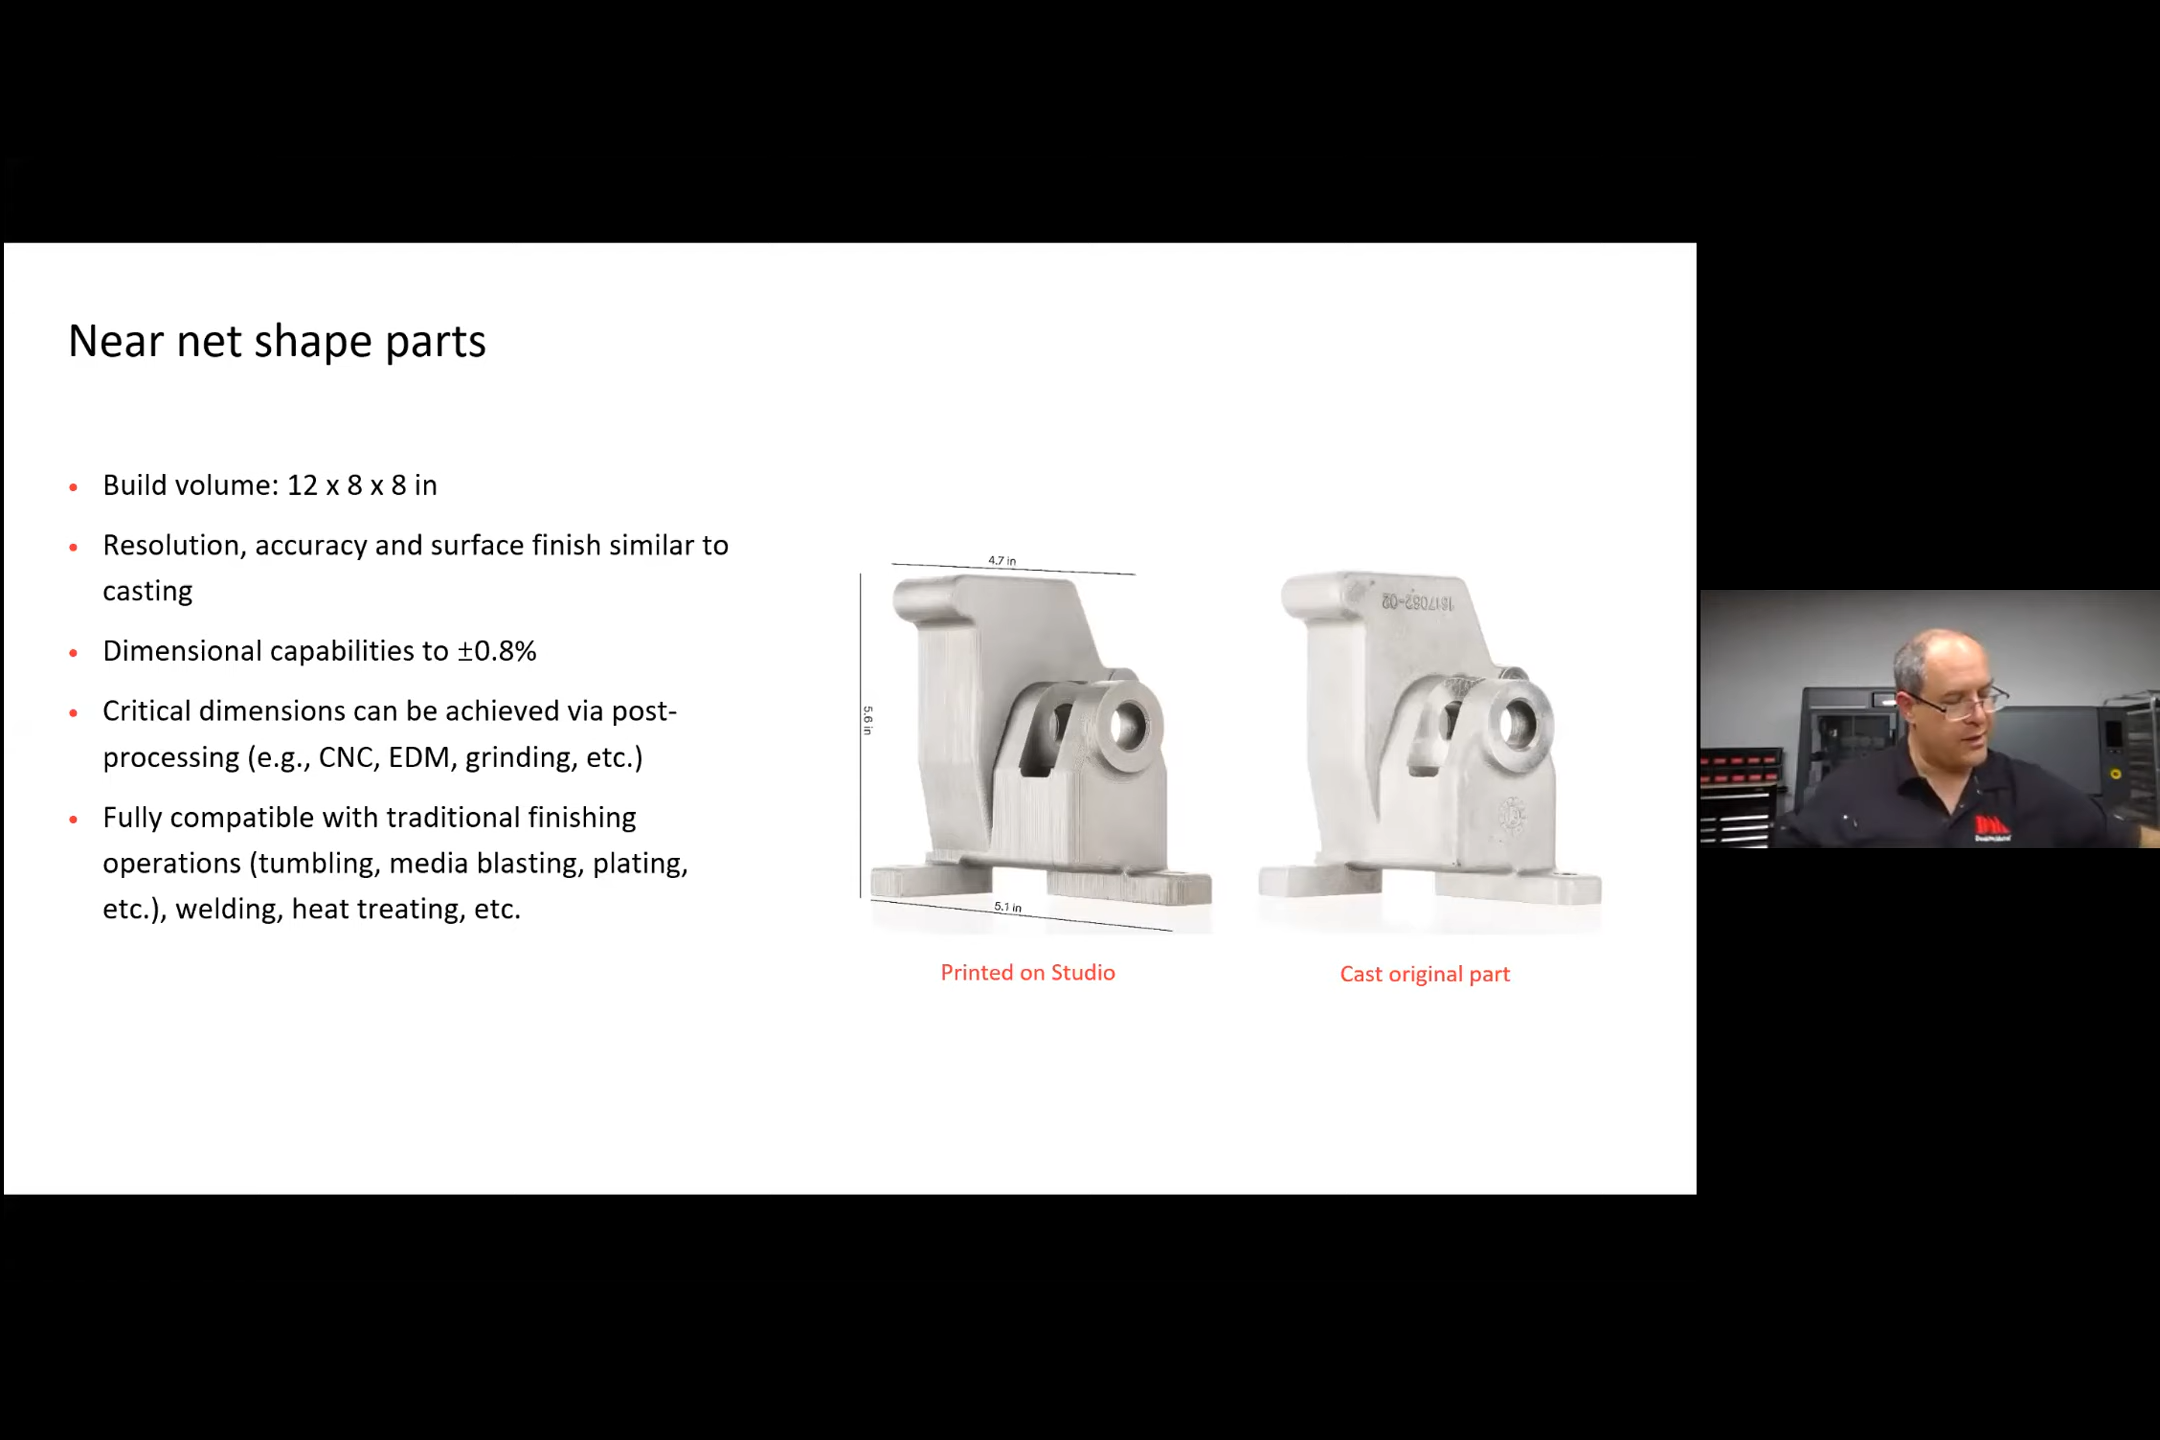 Near net shape parts
• Build volume: 12 x 8 x 8 in
• Resolution, accuracy and surface finish similar to
casting
• Dimensional capabilities to ±0.8%
• Critical dimensions can be achieved via post-
processing (e.g., CNC, EDM, grinding, etc.)
• Fully compatible with traditional finishing
operations (tumbling, media blasting, plating,
etc.), welding, heat treating, etc.
4.7 in
5.6 in
5.1 in
Printed on Studio
1617082-02
Cast original part